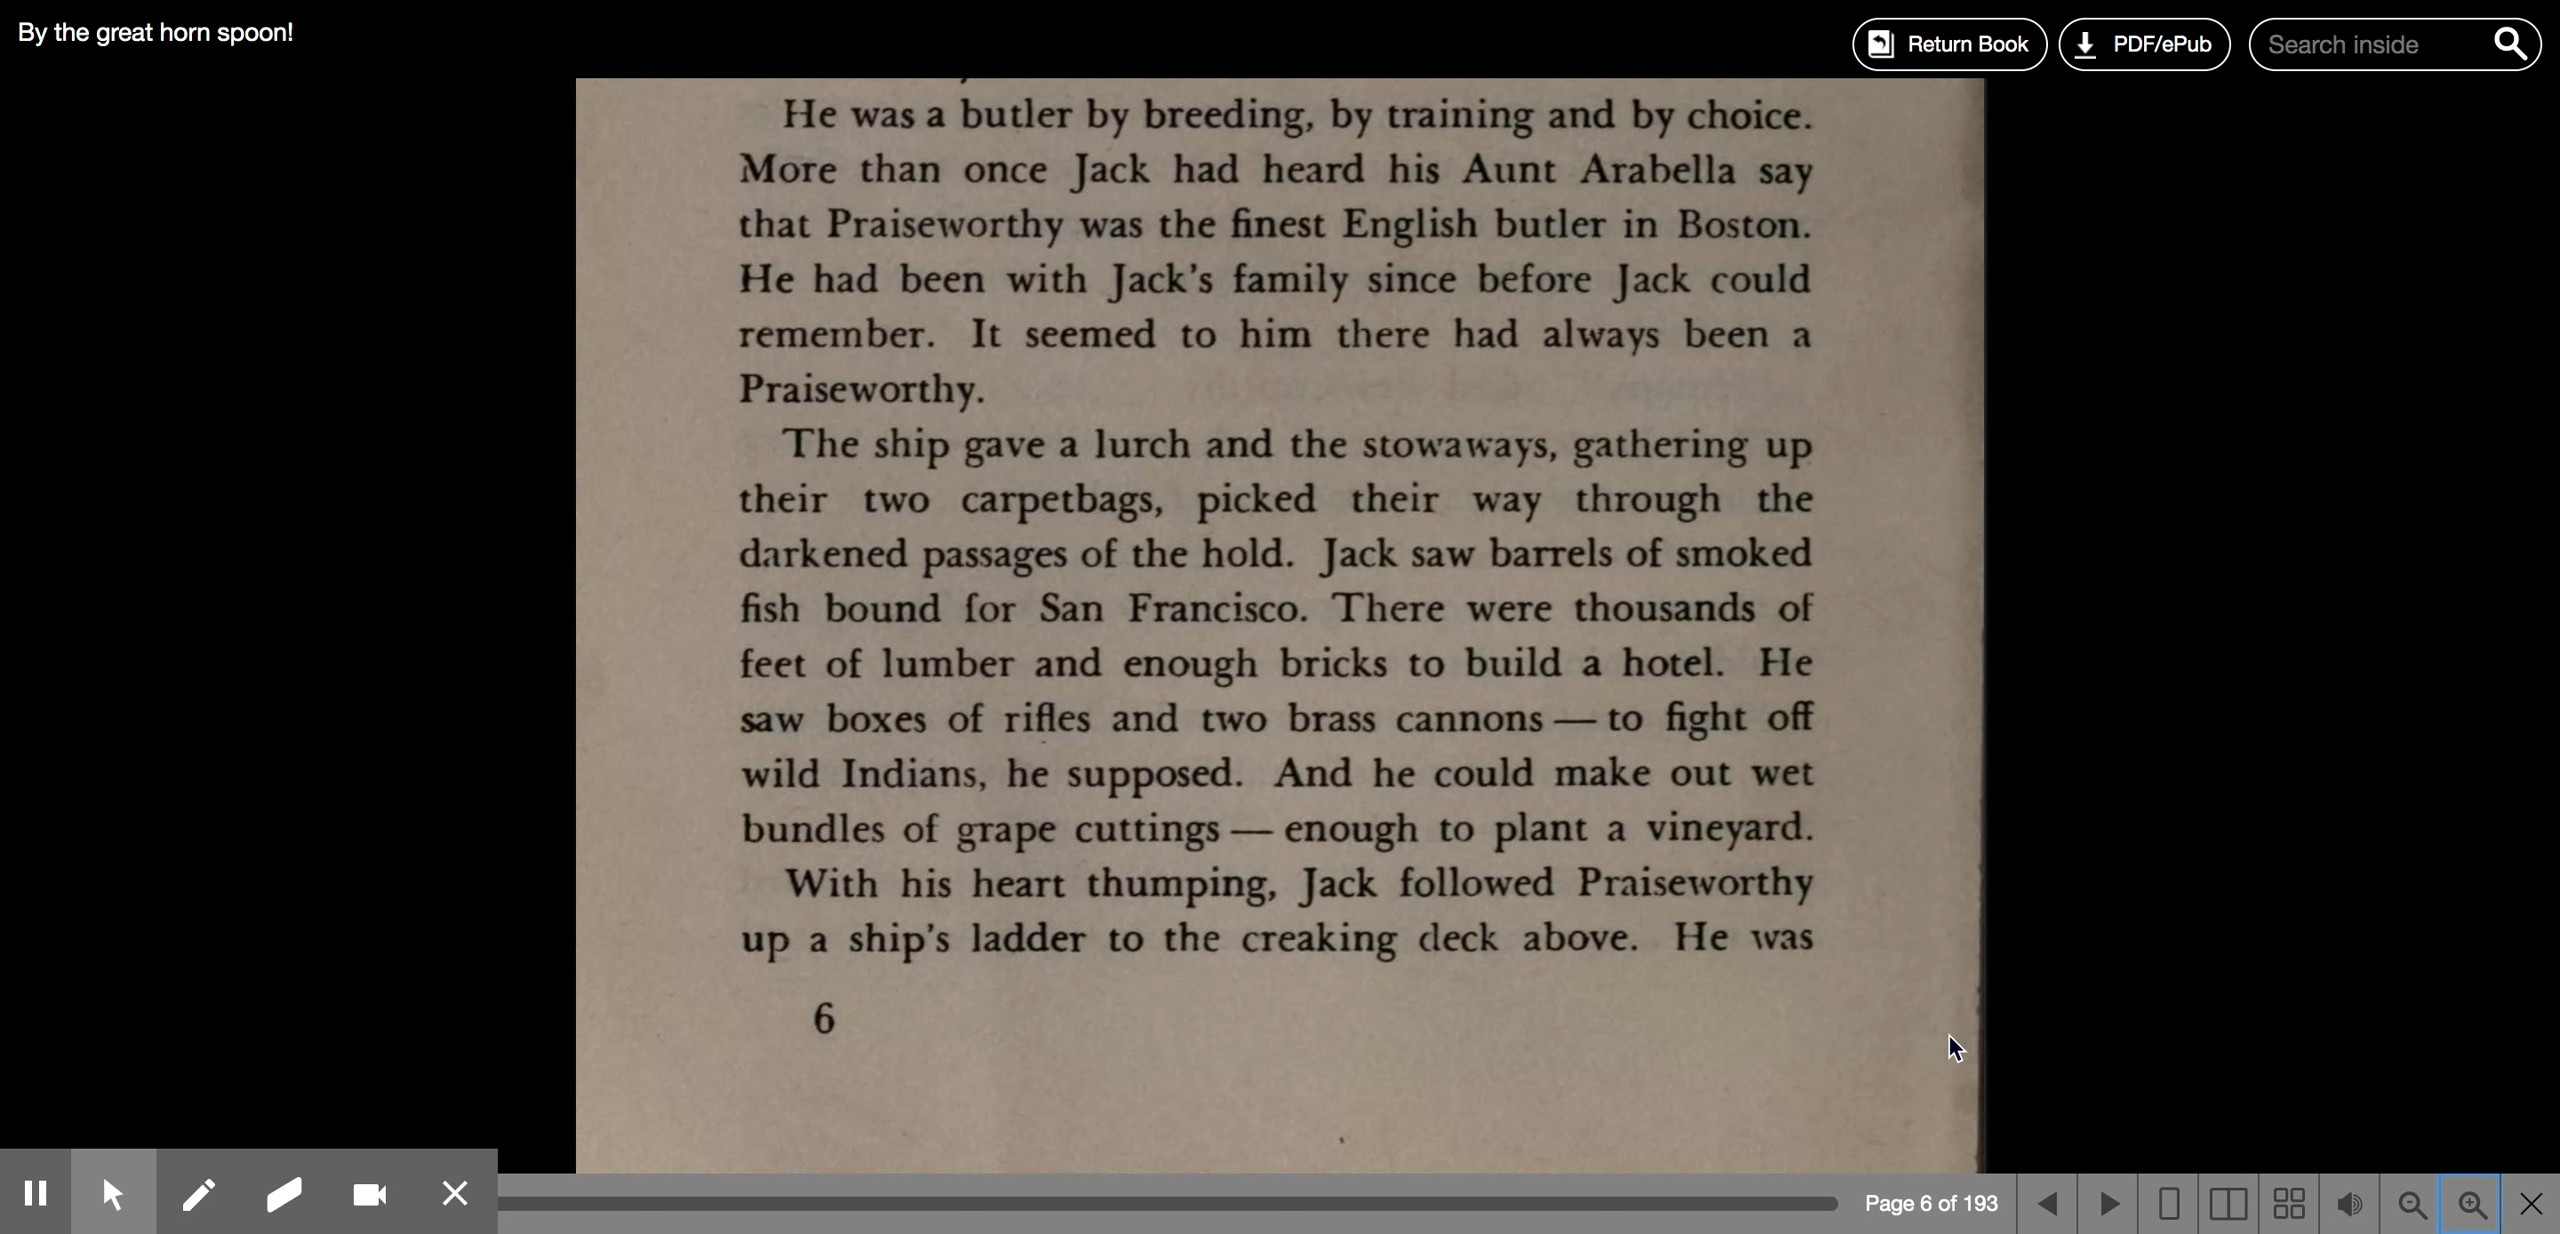 By the great horn spoon!
Return Book
PDF/ePub
Search inside
He was a butler by breeding, by training and by choice.
More than once Jack had heard his Aunt Arabella say
that Praiseworthy was the finest English butler in Boston.
He had been with Jack's family since before Jack could
remember. It seemed to him there had always been a
Praiseworthy.
The ship gave a lurch and the stowaways, gathering up
their two carpetbags, picked their way through the
darkened passages of the hold. Jack saw barrels of smoked
fish bound for San Francisco. There were thousands of
feet of lumber and enough bricks to build a hotel. He
saw boxes of rifles and two brass cannons — to fight off
wild Indians, he supposed. And he could make out wet
bundles of grape cuttings — enough to plant a vineyard.
With his heart thumping, Jack followed Praiseworthy
up a ship's ladder to the creaking deck above. He was
6
Page 6 of 193